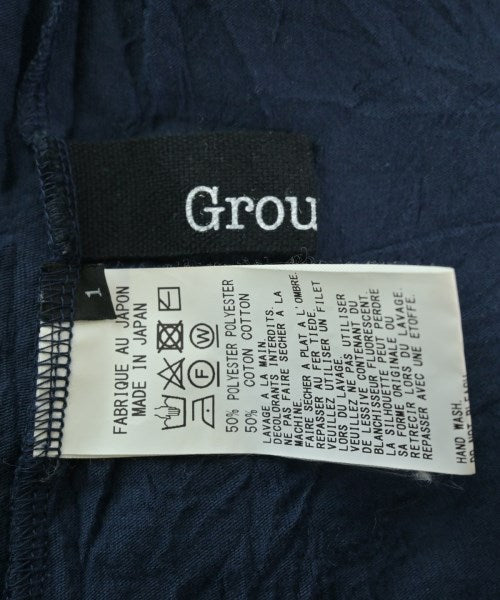 Grou
1
FABRIQUE AU JAPON
MADE IN JAPAN
50% POLYESTER POLYESTER
50% COTTON COTTON
LAVAGE A LA MAIN.
DECOLORANTS INTERDITS.
NE PAS FAIRE SECHER A LA
MACHINE.
FAIRE SECHER A PLAT A L'OMBRE.
REPASSER AU FER TIEDE.
VEUILLEZ UTILISER UN FILET
LORS DU LAVAGE.
VEUILLEZ NE PAS UTILISER
DE LESSIVE CONTENANT DU
BLANCHISSEUR FLUORESCENT.
LA SILHOUETTE PEUT PERDRE
SA FORME ORIGINALE OU
RETRECIR LORS DU LAVAGE.
REPASSER AVEC UNE ETOFFE.
HAND WASH.